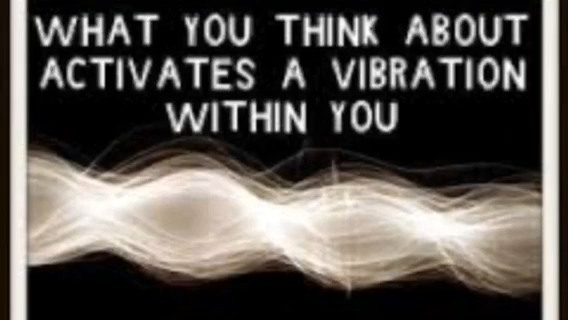 WHAT YOU THINK ABOUT
ACTIVATES A VIBRATION
WITHIN YOU